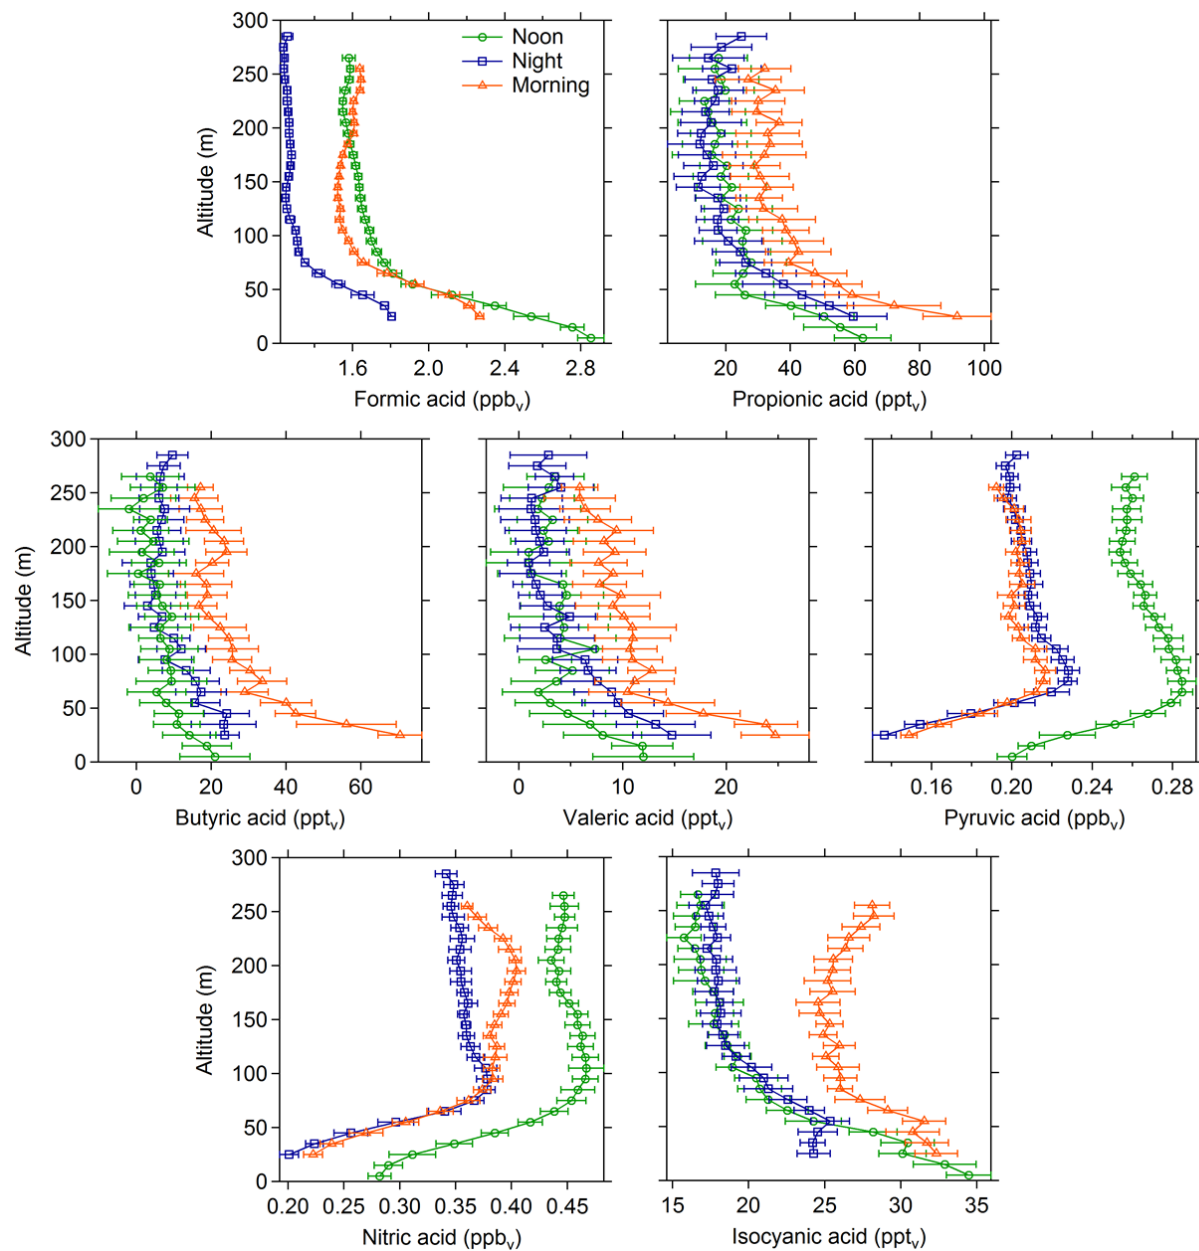 300
250
200
150
100
50
0
Altitude (m)
Noon
Night
Morning
1.6 2.0 2.4 2.8
20 40 60 80 100
Formic acid (ppbv)
Propionic acid (pptv)
300
250
200
150
100
50
0
Altitude (m)
0 20 40 60
0 10 20
0.16 0.20 0.24 0.28
Butyric acid (pptv)
Valeric acid (pptv)
Pyruvic acid (ppbv)
300
250
200
150
100
50
0
Altitude (m)
0.20 0.25 0.30 0.35 0.40 0.45
15 20 25 30 35
Nitric acid (ppbv)
Isocyanic acid (pptv)